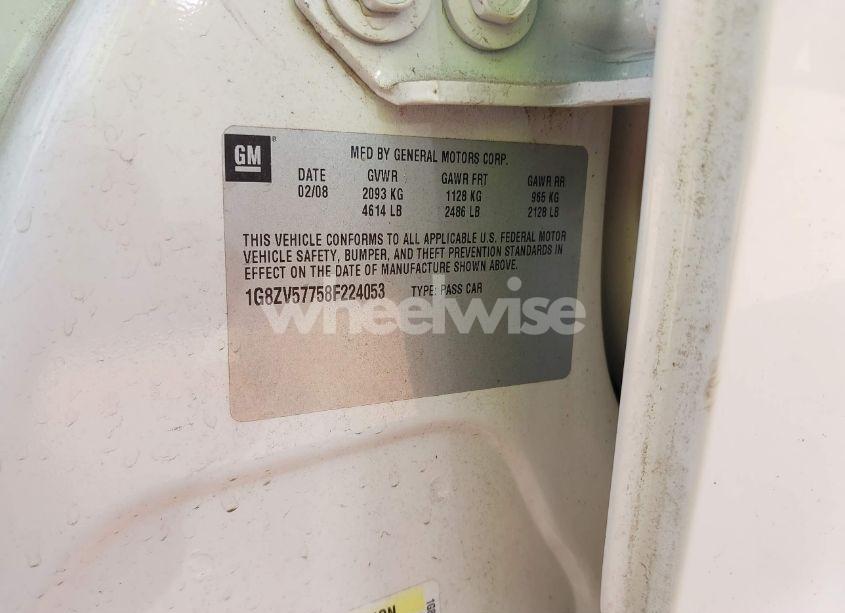 GM
MFD BY GENERAL MOTORS CORP.
DATE GVWR GAWR FRT GAWR RR
02/08 2093 KG 1128 KG 965 KG
4614 LB 2486 LB 2128 LB
THIS VEHICLE CONFORMS TO ALL APPLICABLE U.S. FEDERAL MOTOR
VEHICLE SAFETY, BUMPER, AND THEFT PREVENTION STANDARDS IN
EFFECT ON THE DATE OF MANUFACTURE SHOWN ABOVE.
1G8ZV57758F224053 TYPE: PASS CAR
wheelwise